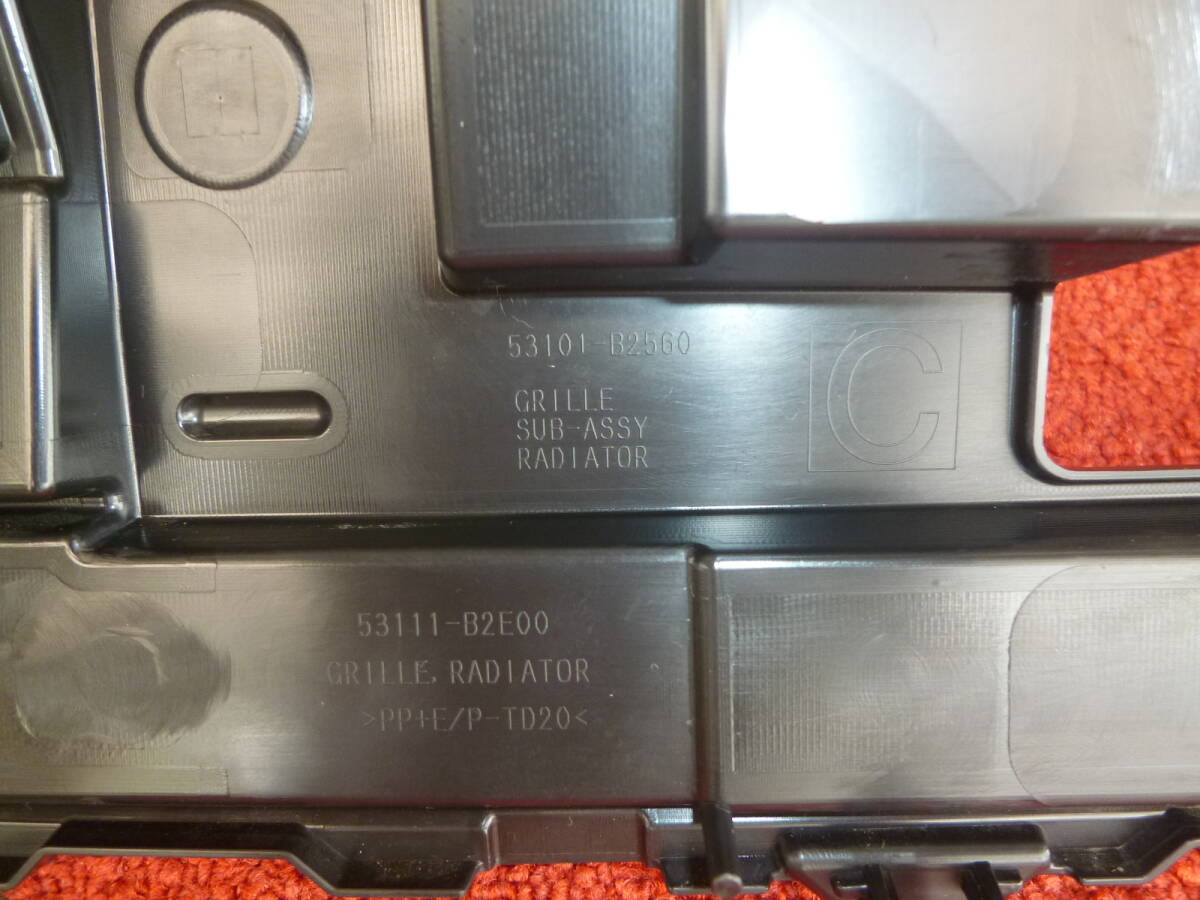 53101-B2560
GRILLE
SUB-ASSY
RADIATOR
C
53111-B2E00
GRILLE, RADIATOR
>PP+E/P-TD20<